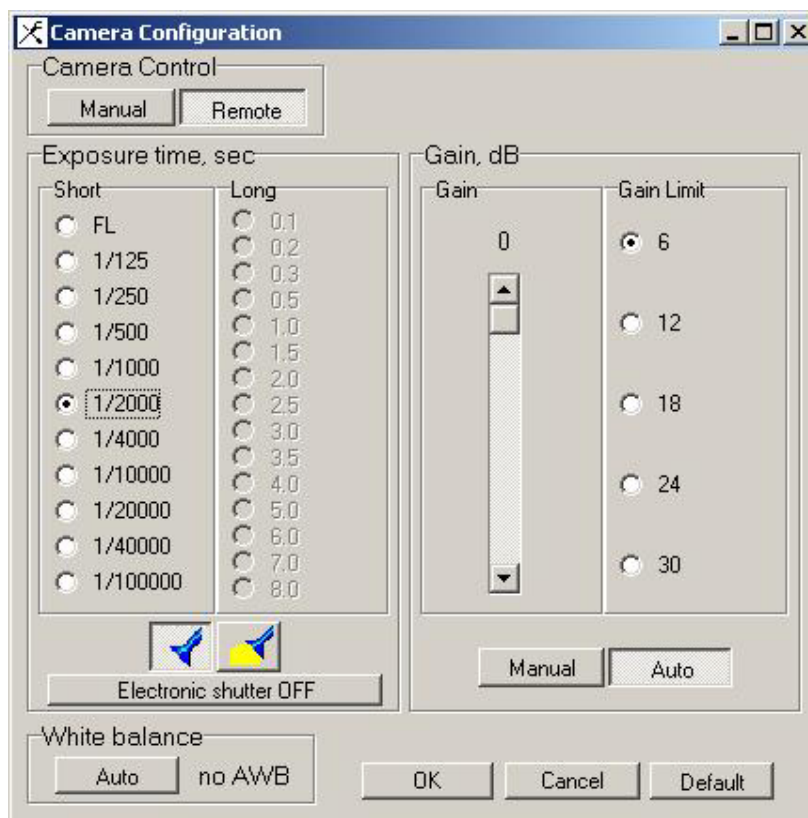 Camera Configuration
Camera Control
Manual Remote
Exposure time, sec
Short
FL
1/125
1/250
1/500
1/1000
1/2000
1/4000
1/10000
1/20000
1/40000
1/100000
Long
0.1
0.2
0.3
0.5
1.0
1.5
2.0
2.5
3.0
3.5
4.0
5.0
6.0
7.0
8.0
Electronic shutter OFF
Gain, dB
Gain
0
Gain Limit
6
12
18
24
30
Manual Auto
White balance
Auto no AWB
OK Cancel Default